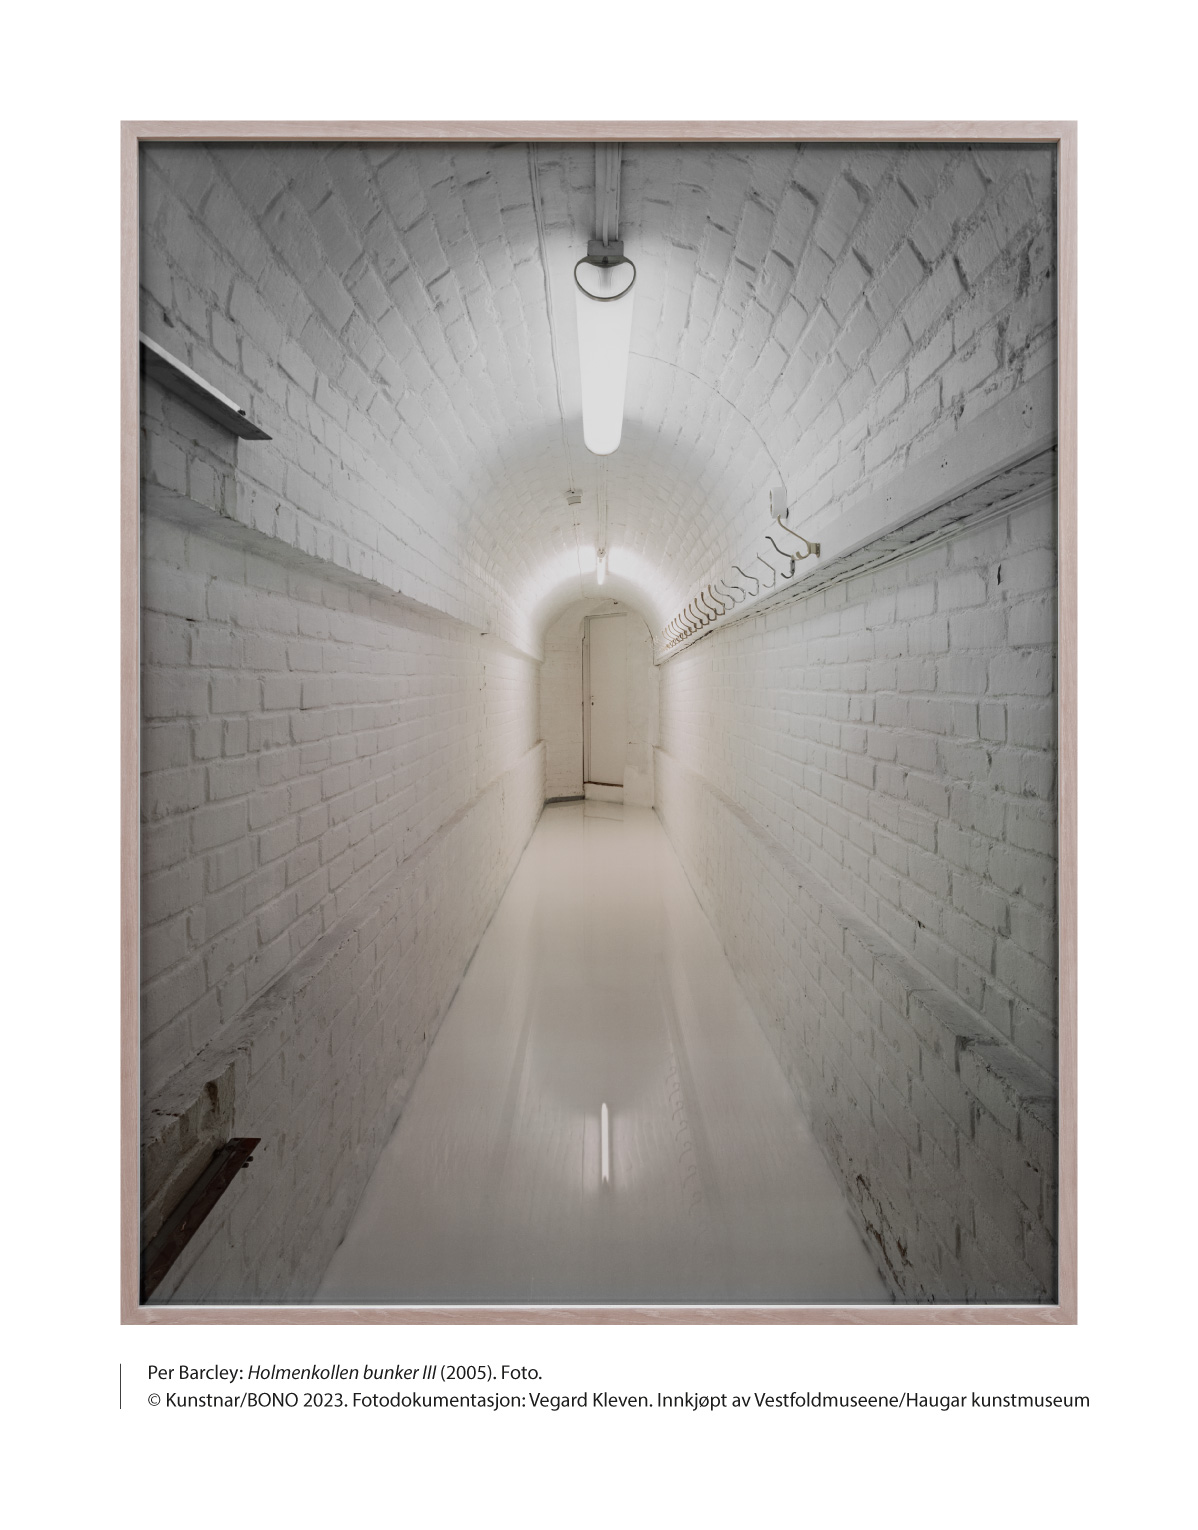 Per Barcley: Holmenkollen bunker III (2005). Foto.
© Kunstnar/BONO 2023. Fotodokumentasjon: Vegard Kleven. Innkjøpt av Vestfoldmuseene/Haugar kunstmuseum